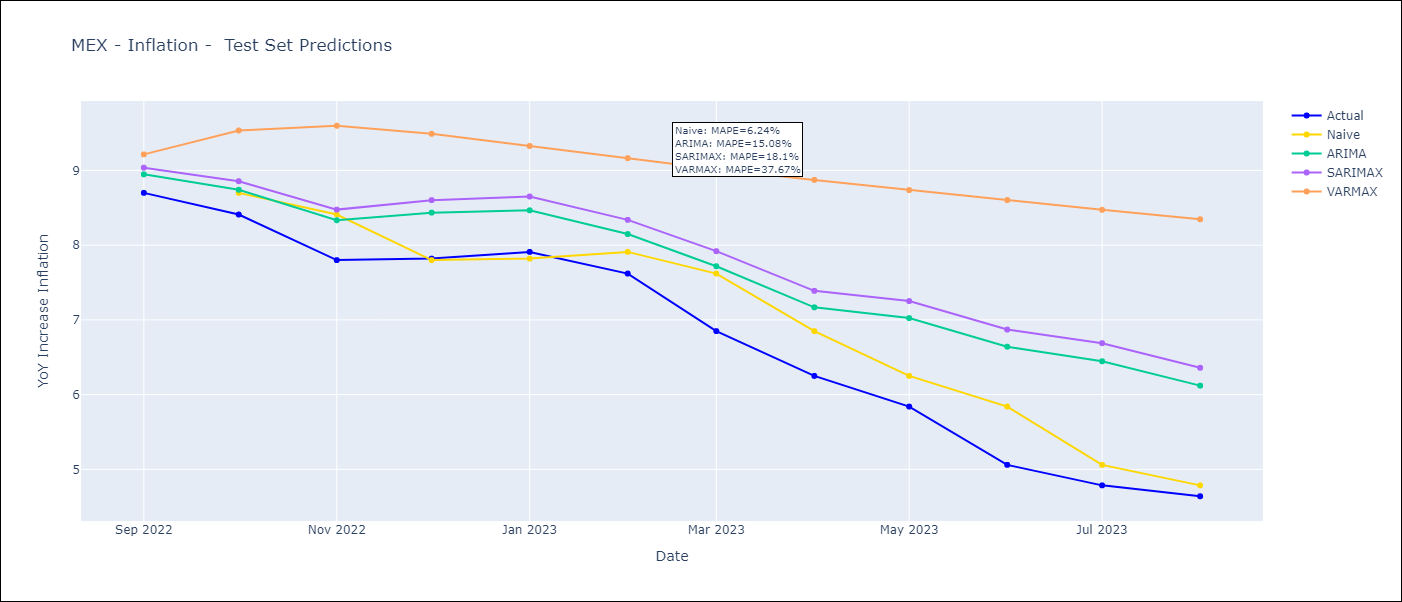 MEX - Inflation - Test Set Predictions
Actual
Naive
ARIMA
SARIMAX
VARMAX
Naive: MAPE=6.24%
ARIMA: MAPE=15.08%
SARIMAX: MAPE=18.1%
VARMAX: MAPE=37.67%
YoY Increase Inflation
9
8
7
6
5
Sep 2022
Nov 2022
Jan 2023
Mar 2023
May 2023
Jul 2023
Date